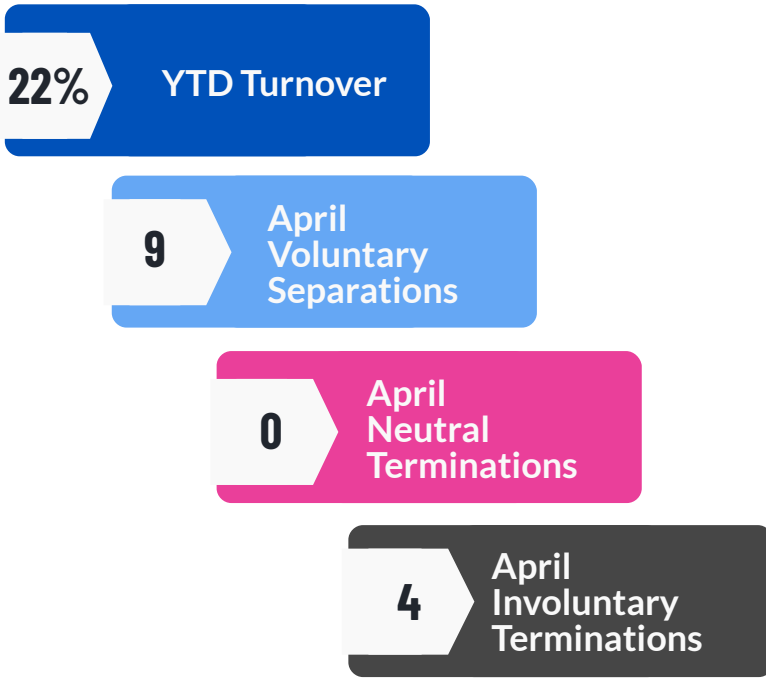 22%
YTD Turnover
9
April
Voluntary
Separations
0
April
Neutral
Terminations
4
April
Involuntary
Terminations